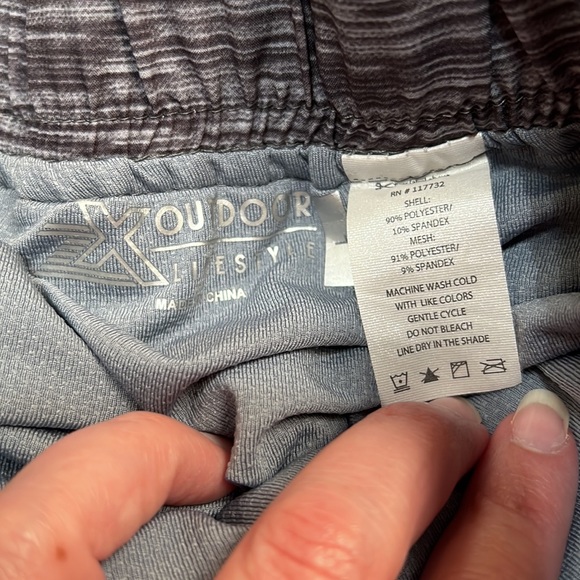 X OUTDOOR
LIFESTYLE
MADE CHINA
RN # 117732
SHELL:
90% POLYESTER/
10% SPANDEX
MESH:
91% POLYESTER/
9% SPANDEX
MACHINE WASH COLD
WITH LIKE COLORS
GENTLE CYCLE
DO NOT BLEACH
LINE DRY IN THE SHADE